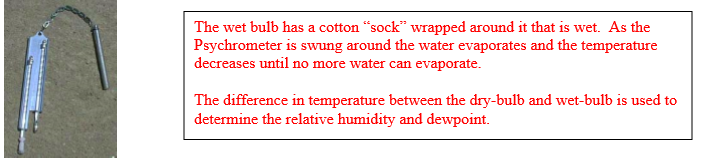 The wet bulb has a cotton “sock” wrapped around it that is wet.  As the
Psychrometer is swung around the water evaporates and the temperature
decreases until no more water can evaporate.
The difference in temperature between the dry-bulb and wet-bulb is used to
determine the relative humidity and dewpoint.